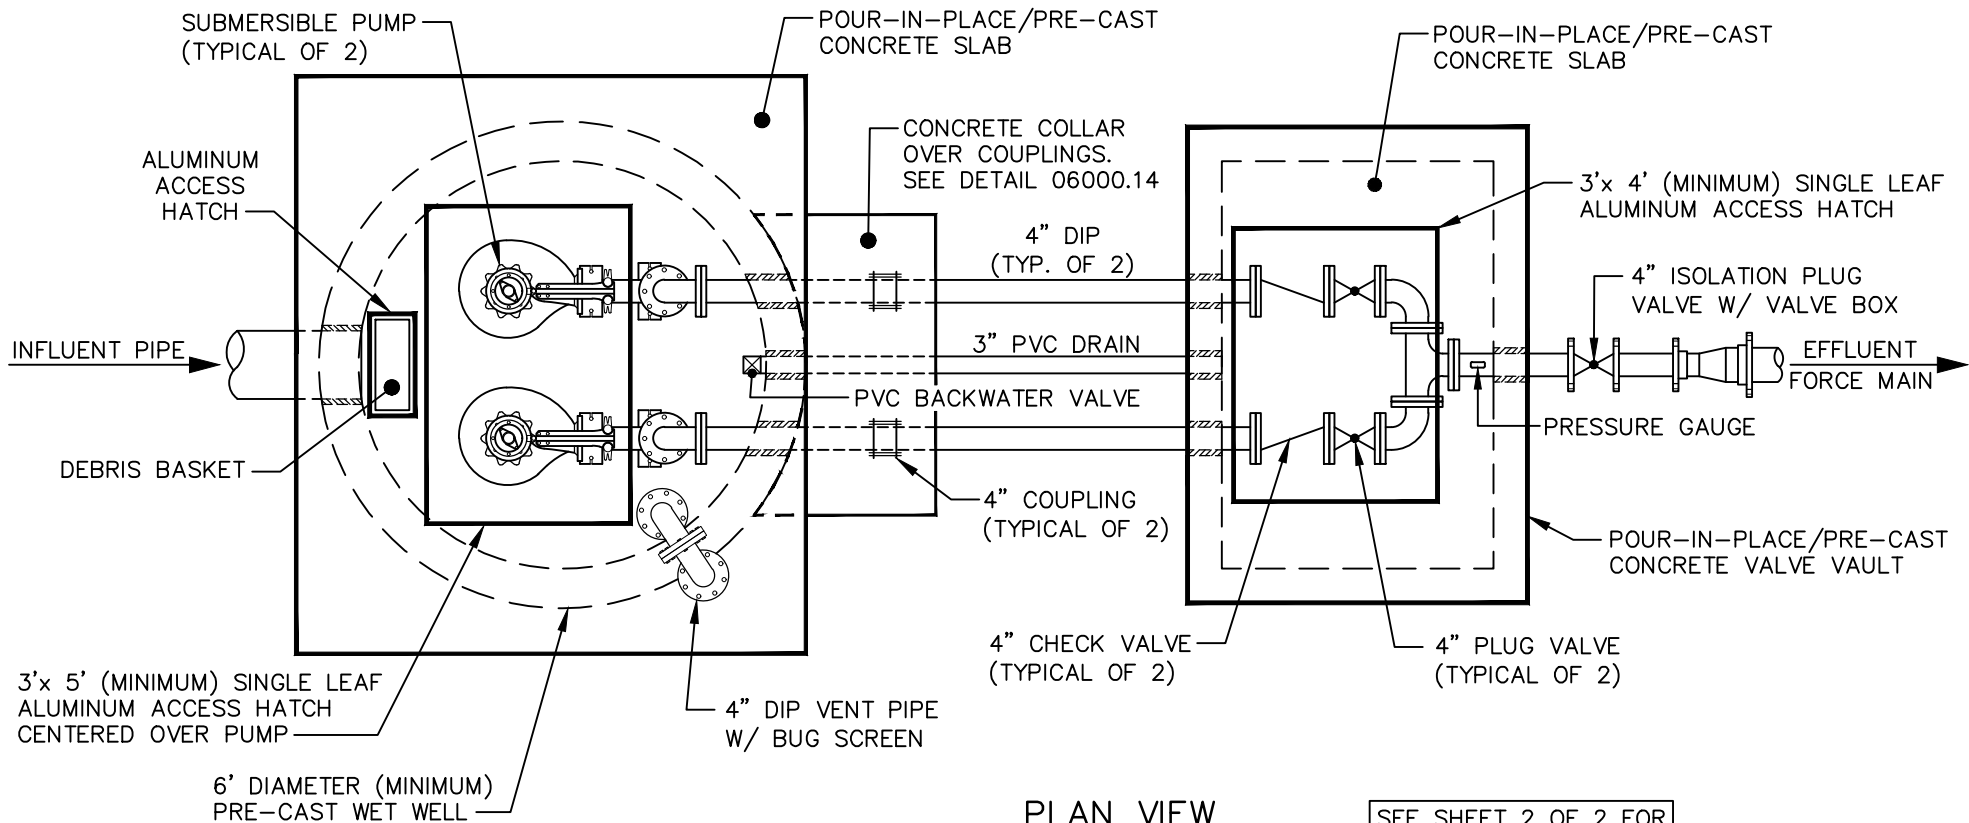 SUBMERSIBLE PUMP
(TYPICAL OF 2)
POUR-IN-PLACE/PRE-CAST
CONCRETE SLAB
POUR-IN-PLACE/PRE-CAST
CONCRETE SLAB
ALUMINUM
ACCESS
HATCH
CONCRETE COLLAR
OVER COUPLINGS.
SEE DETAIL 06000.14
3'x 4' (MINIMUM) SINGLE LEAF
ALUMINUM ACCESS HATCH
4" DIP
(TYP. OF 2)
4" ISOLATION PLUG
VALVE W/ VALVE BOX
INFLUENT PIPE
3" PVC DRAIN
EFFLUENT
FORCE MAIN
PVC BACKWATER VALVE
PRESSURE GAUGE
DEBRIS BASKET
4" COUPLING
(TYPICAL OF 2)
POUR-IN-PLACE/PRE-CAST
CONCRETE VALVE VAULT
4" CHECK VALVE
(TYPICAL OF 2)
4" PLUG VALVE
(TYPICAL OF 2)
3'x 5' (MINIMUM) SINGLE LEAF
ALUMINUM ACCESS HATCH
CENTERED OVER PUMP
4" DIP VENT PIPE
W/ BUG SCREEN
6' DIAMETER (MINIMUM)
PRE-CAST WET WELL
PLAN VIEW
SEE SHEET 2 OF 2 FOR